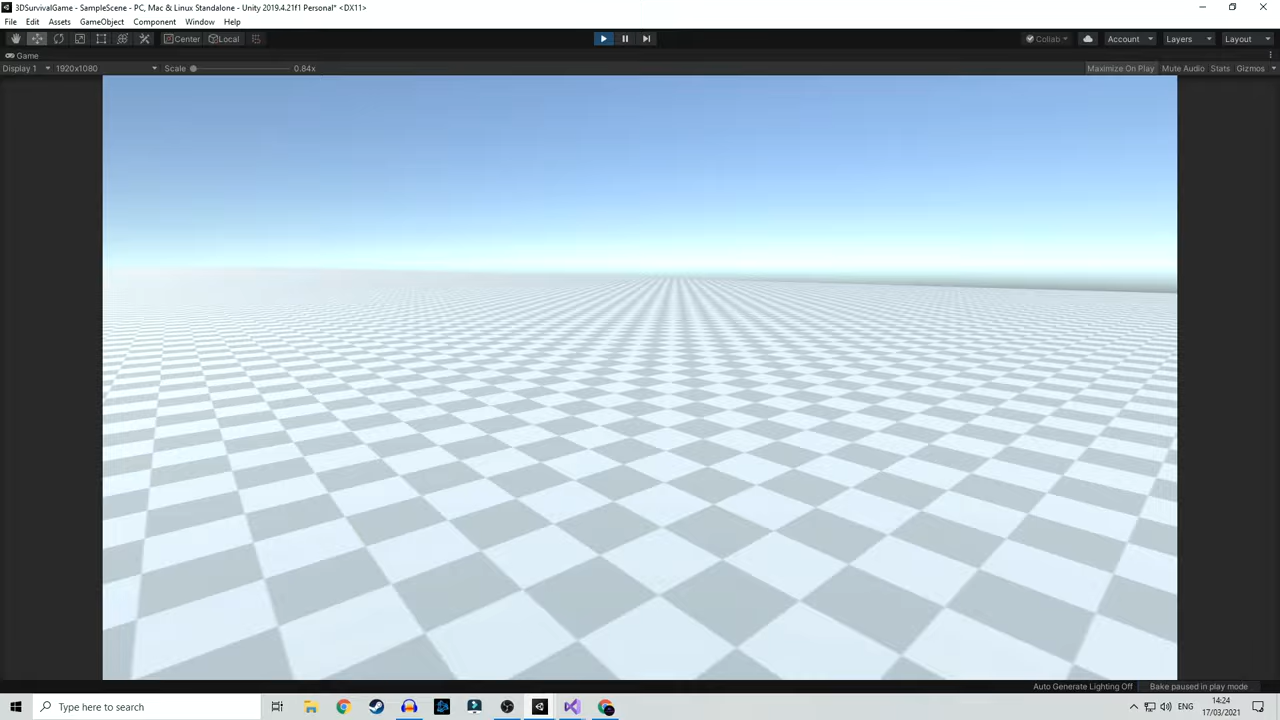 3DSurvivalGame - SampleScene - PC, Mac & Linux Standalone - Unity 2019.4.21f1 Personal* <DX11>
File Edit Assets GameObject Component Window Help
Center Local Collab Account Layers Layout
Game
Display 1 1920x1080 Scale 0.84x Maximize On Play Mute Audio Stats Gizmos
Auto Generate Lighting Off Bake paused in play mode
Type here to search
ENG
14:24
17/03/2021